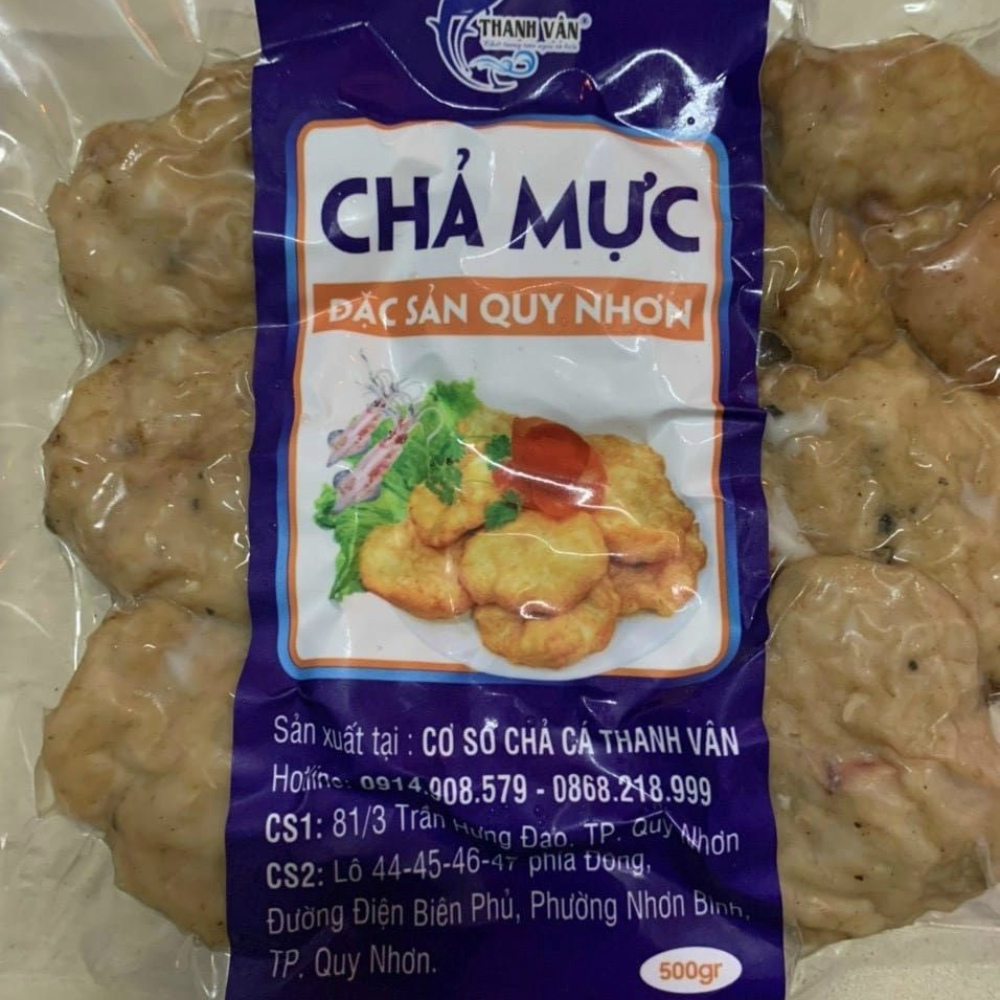 THANH VÂN®
CHẢ MỰC
ĐẶC SẢN QUY NHƠN
Sản xuất tại : CƠ SỞ CHẢ CÁ THANH VÂN
Hotline: 0914.908.579 - 0868.218.999
CS1: 81/3 Trần Hưng Đạo. TP. Quy Nhơn
CS2: Lô 44-45-46-47 phía Đông,
Đường Điện Biên Phủ, Phường Nhơn Bình,
TP. Quy Nhơn.
500gr